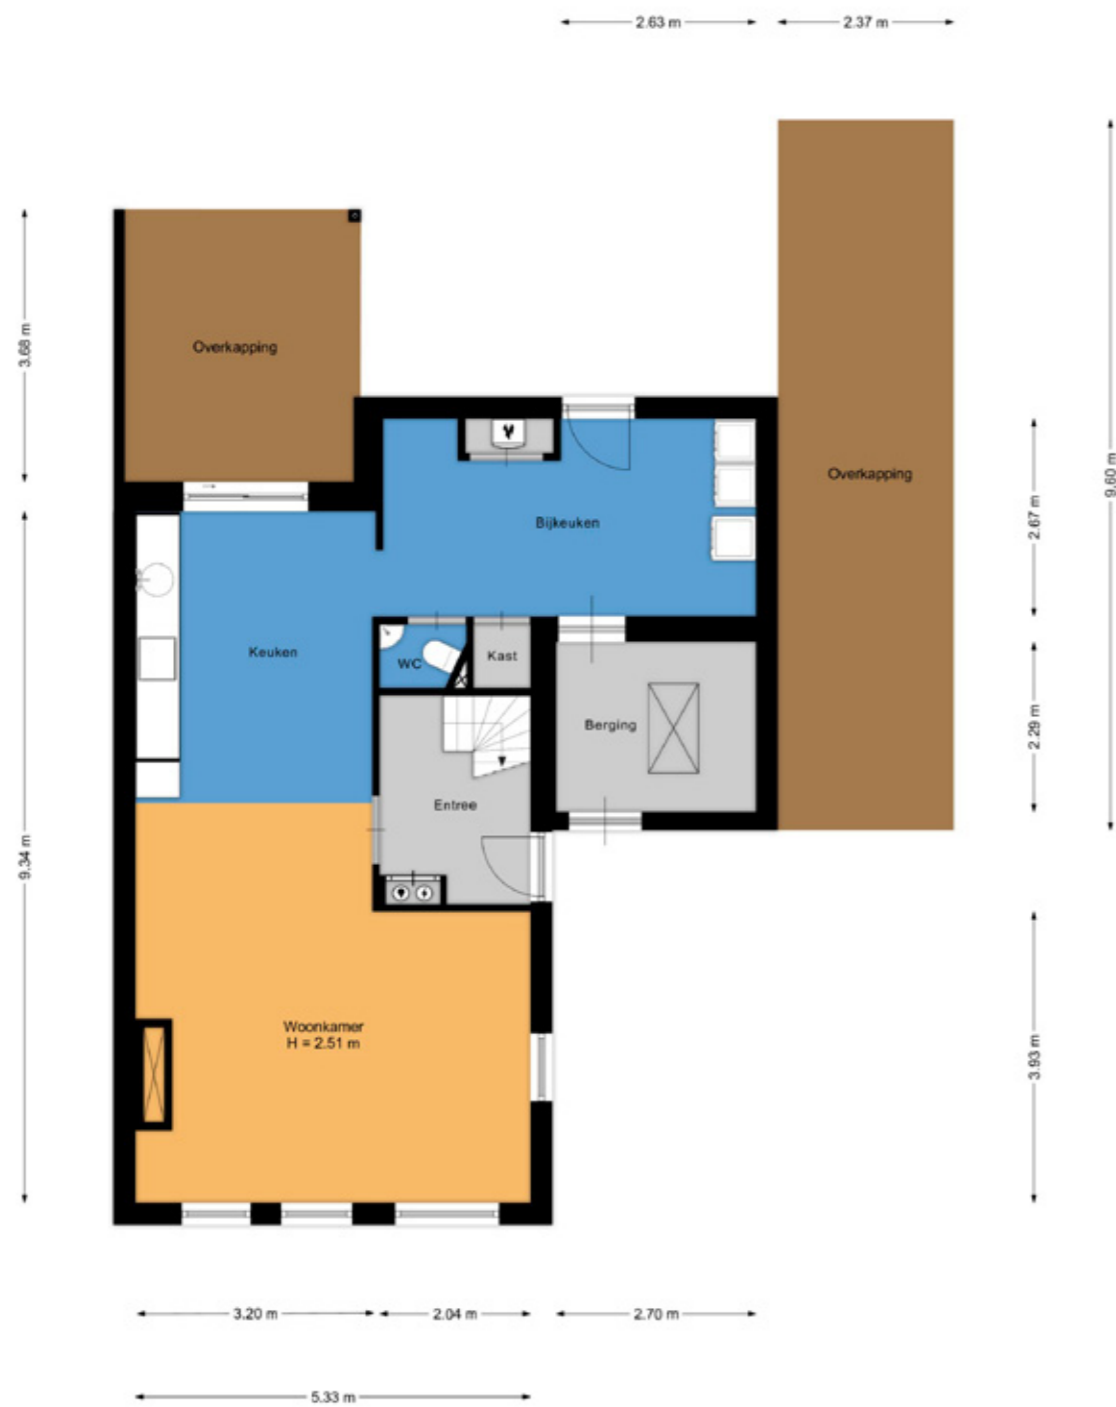 2.63 m
2.37 m
3.68 m
Overkapping
Overkapping
9.60 m
Bijkeuken
2.67 m
Keuken
WC
Kast
Berging
2.29 m
Entree
9.34 m
Woonkamer
H = 2.51 m
3.93 m
3.20 m
2.04 m
2.70 m
5.33 m